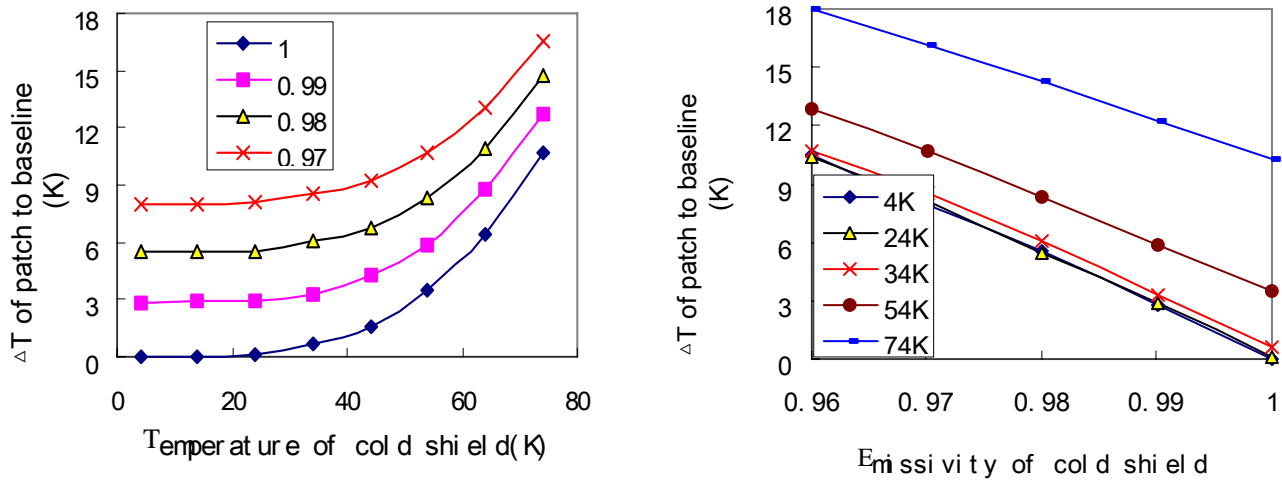 18
15
12
9
6
3
0
△T of patch to baseline
(K)
1
0.99
0.98
0.97
0 20 40 60 80
Temperature of cold shield(K)
18
15
12
9
6
3
0
△T of patch to baseline
(K)
4K
24K
34K
54K
74K
0.96 0.97 0.98 0.99 1
Emissivity of cold shield